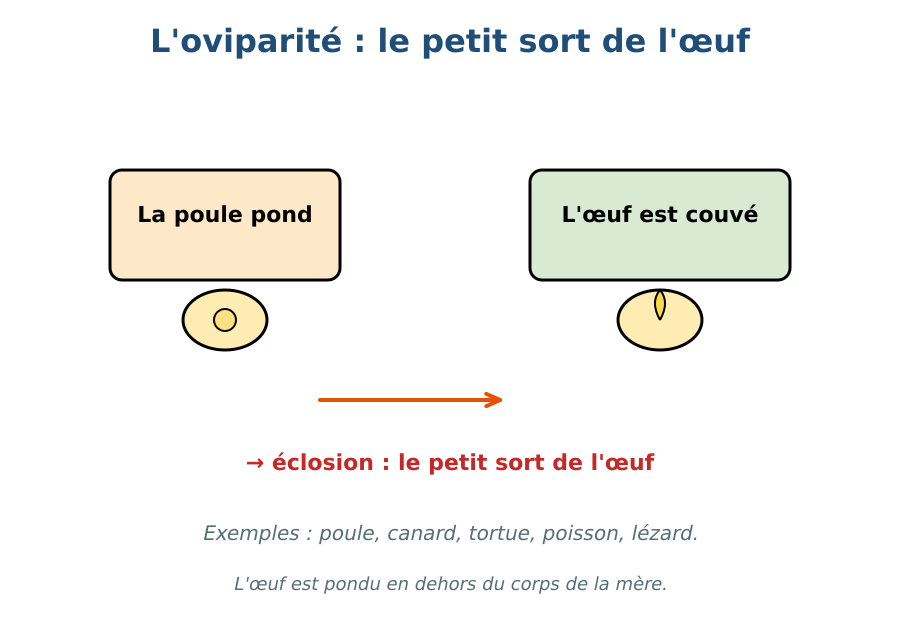 L'oviparité : le petit sort de l'œuf
La poule pond
L'œuf est couvé
→ éclosion : le petit sort de l'œuf
Exemples : poule, canard, tortue, poisson, lézard.
L'œuf est pondu en dehors du corps de la mère.